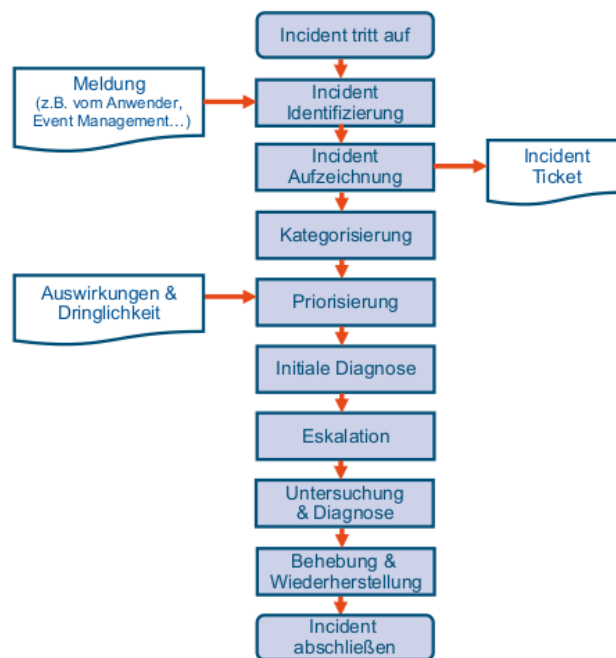 Incident tritt auf
Meldung
(z.B. vom Anwender,
Event Management…)
Incident
Identifizierung
Incident
Aufzeichnung
Incident
Ticket
Kategorisierung
Auswirkungen &
Dringlichkeit
Priorisierung
Initiale Diagnose
Eskalation
Untersuchung
& Diagnose
Behebung &
Wiederherstellung
Incident
abschließen